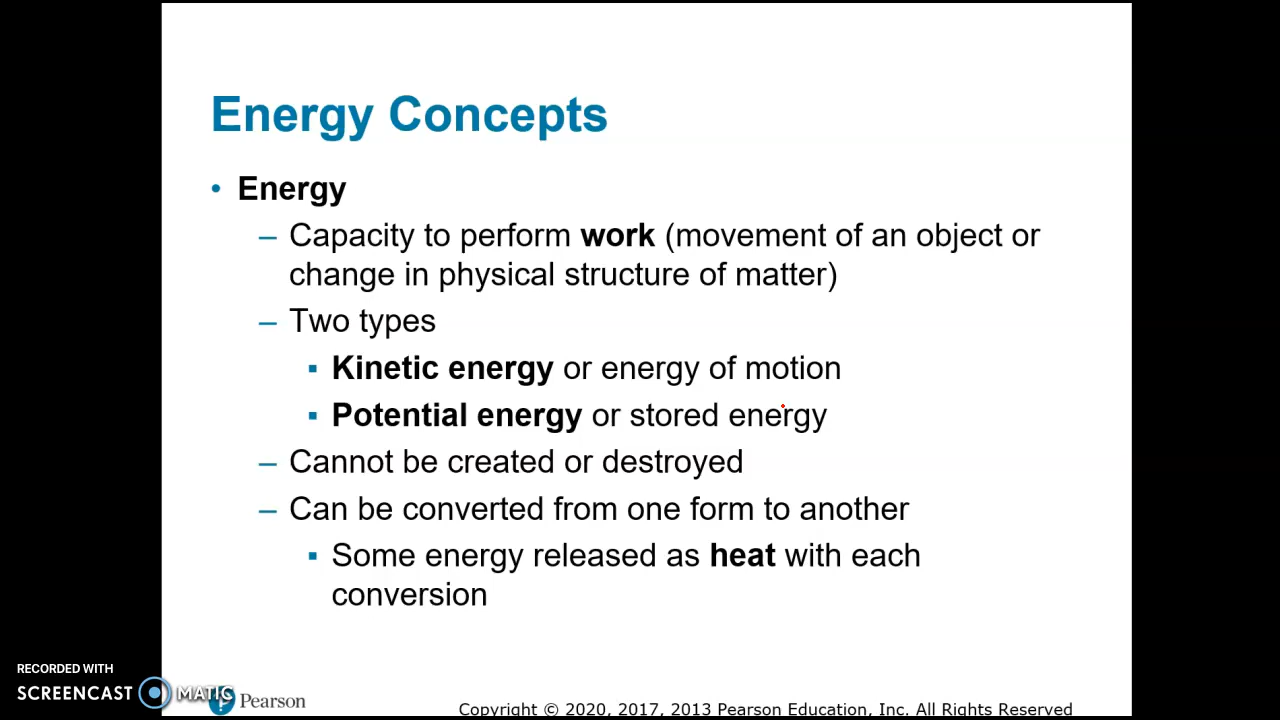 Energy Concepts
• Energy
– Capacity to perform work (movement of an object or
change in physical structure of matter)
– Two types
▪ Kinetic energy or energy of motion
▪ Potential energy or stored energy
– Cannot be created or destroyed
– Can be converted from one form to another
▪ Some energy released as heat with each
conversion
RECORDED WITH
SCREENCAST MATIC
Pearson
Copyright © 2020, 2017, 2013 Pearson Education, Inc. All Rights Reserved